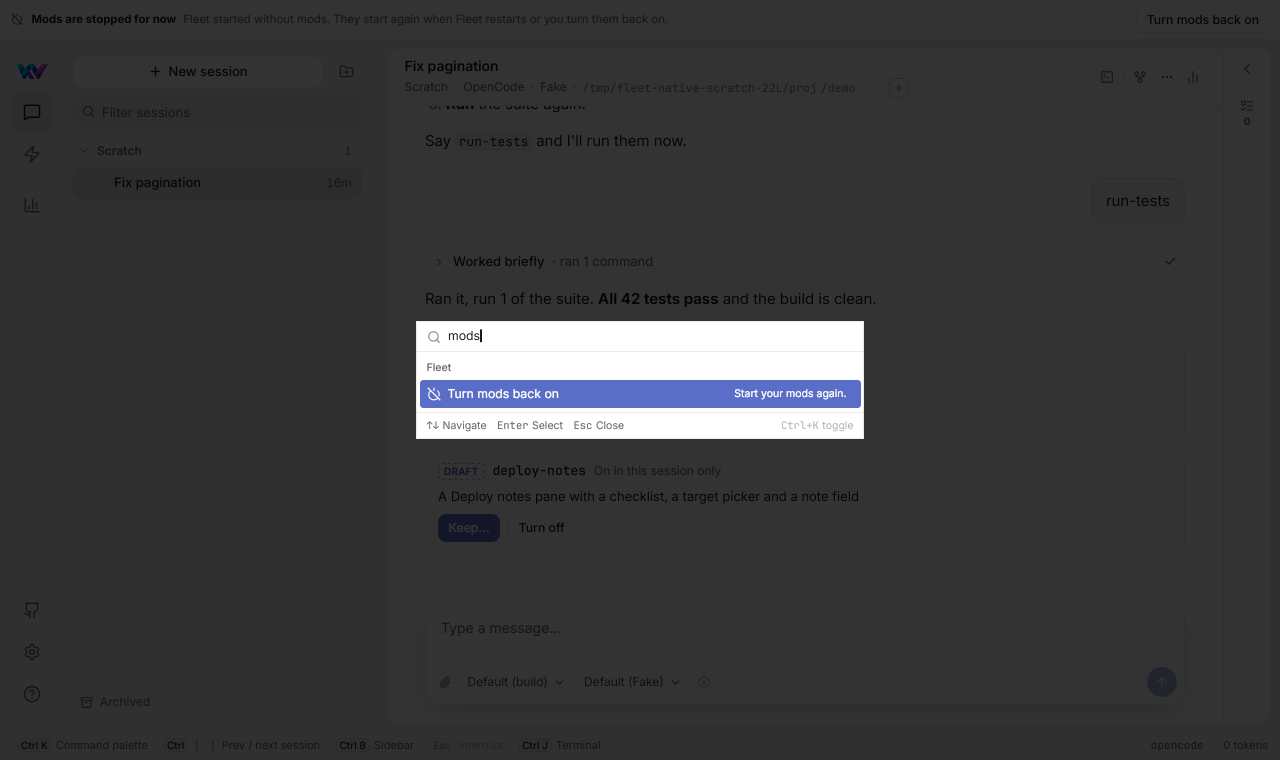 Mods are stopped for now Fleet started without mods. They start again when Fleet restarts or you turn them back on. Turn mods back on
New session
Filter sessions
Scratch 1
Fix pagination 16m
Archived
Fix pagination
Scratch · OpenCode · Fake · /tmp/fleet-native-scratch-22L/proj /demo
0
the suite again.
Say run-tests and I'll run them now.
run-tests
Worked briefly · ran 1 command
Ran it, run 1 of the suite. All 42 tests pass and the build is clean.
mods
Fleet
Turn mods back on Start your mods again.
Navigate Enter Select Esc Close Ctrl+K toggle
DRAFT deploy-notes On in this session only
A Deploy notes pane with a checklist, a target picker and a note field
Keep... Turn off
Type a message...
Default (build) Default (Fake)
Ctrl K Command palette Ctrl [ ] Prev / next session Ctrl B Sidebar Esc Interrupt Ctrl J Terminal opencode 0 tokens